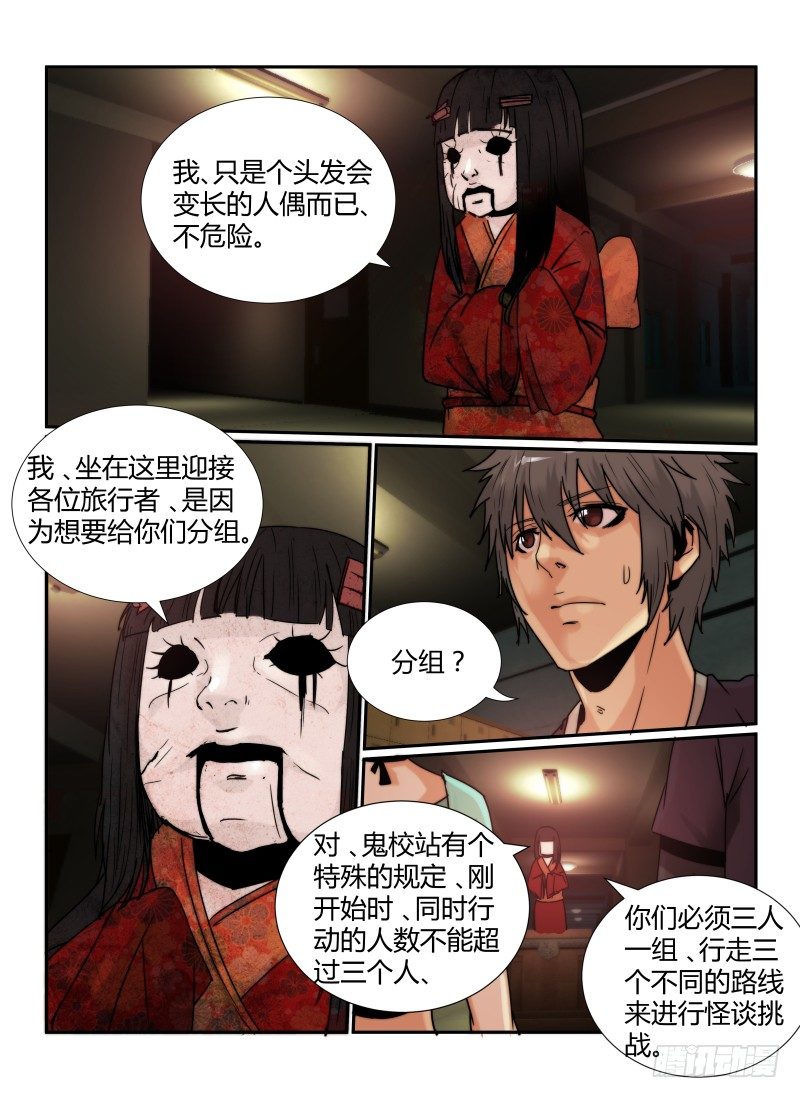 我、只是个头发会
变长的人偶而已、
不危险。
我、坐在这里迎接
各位旅行者、是因
为想要给你们分组。
分组？
对、鬼校站有个
特殊的规定、刚
开始时、同时行
动的人数不能超
过三个人、
你们必须三人
一组、行走三
个不同的路线
来进行怪谈挑
战。
腾讯动漫